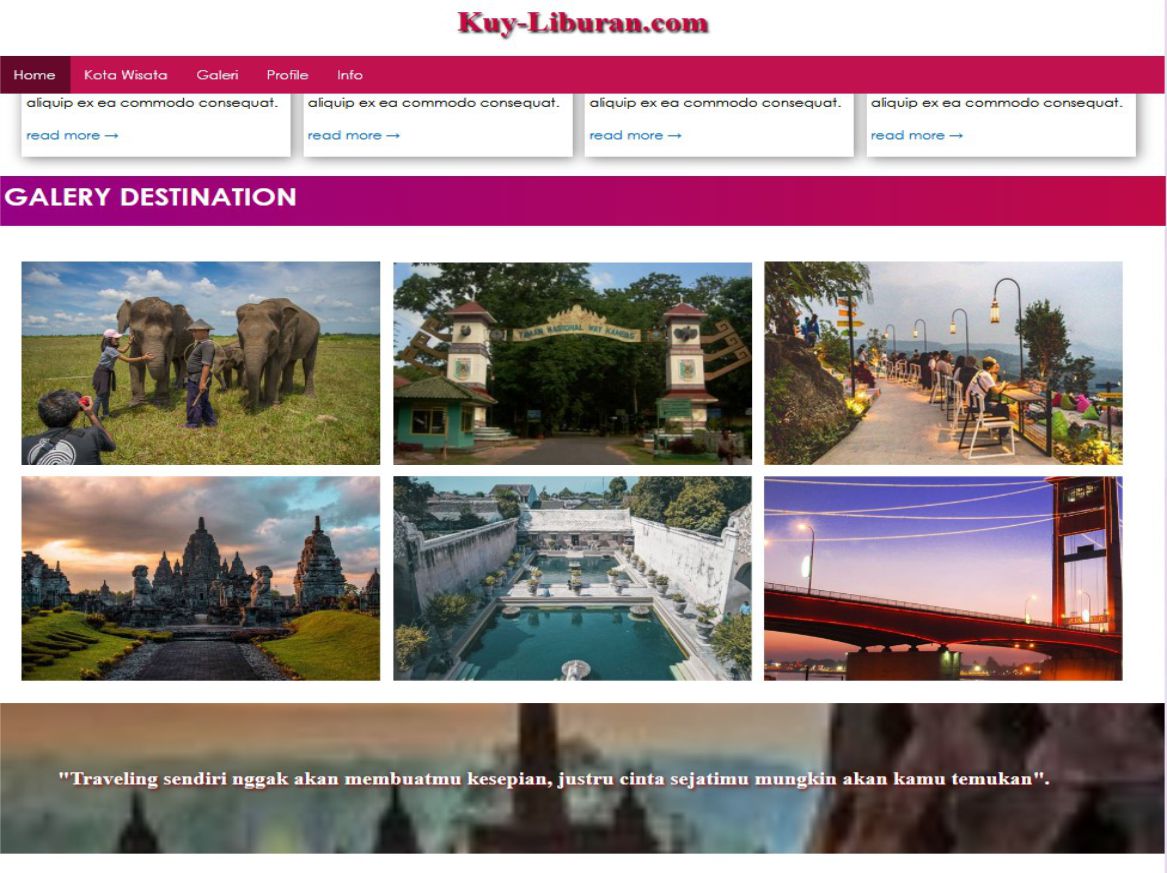 Kuy-Liburan.com
Home Kota Wisata Galeri Profile Info
aliquip ex ea commodo consequat. aliquip ex ea commodo consequat. aliquip ex ea commodo consequat. aliquip ex ea commodo consequat.
read more → read more → read more → read more →
GALERY DESTINATION
TAMAN NASIONAL WAY KAMBAS
"Traveling sendiri nggak akan membuatmu kesepian, justru cinta sejatimu mungkin akan kamu temukan".